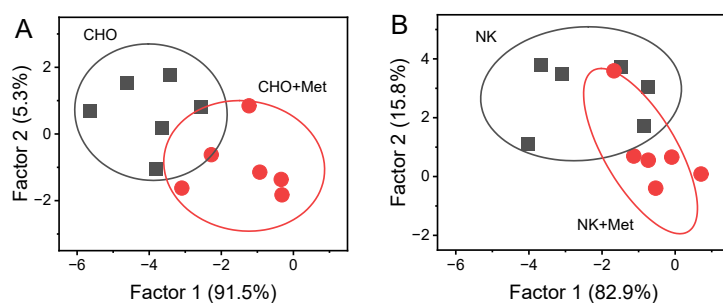 A
CHO
CHO+Met
Factor 2 (5.3%)
2
0
−2
−6
−4
−2
0
Factor 1 (91.5%)
B
NK
NK+Met
Factor 2 (15.8%)
4
2
0
−2
−6
−4
−2
0
Factor 1 (82.9%)